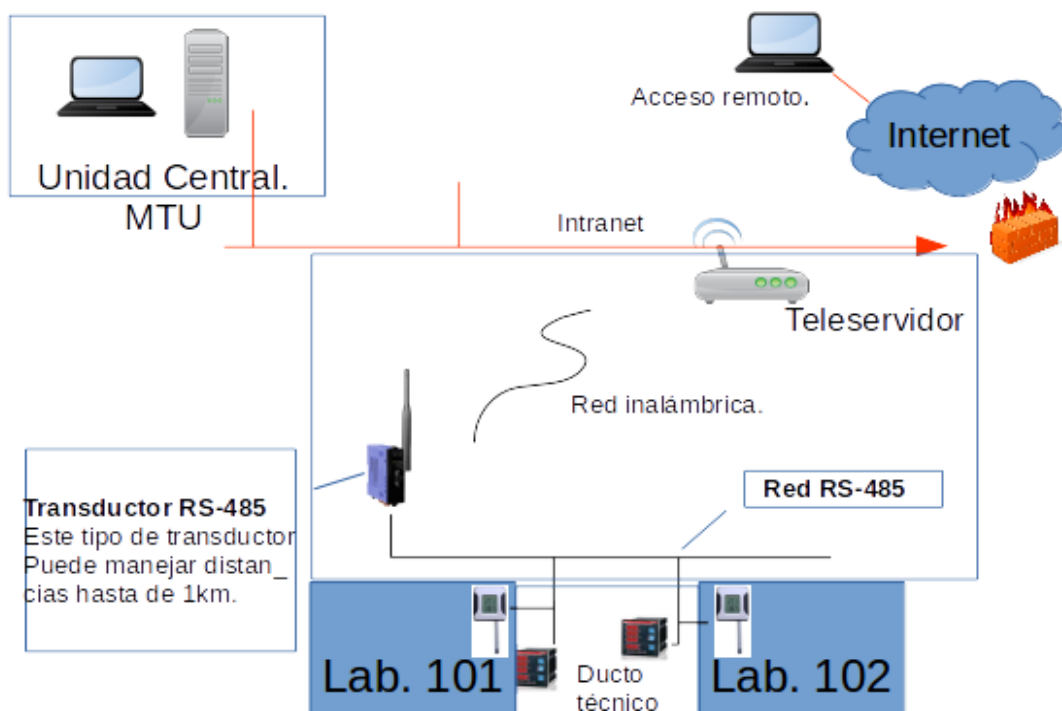 Acceso remoto.
Internet
Unidad Central.
MTU
Intranet
Teleservidor
Red inalámbrica.
Transductor RS-485
Este tipo de transductor
Puede manejar distan_
cias hasta de 1km.
Red RS-485
Lab. 101
Ducto
técnico
Lab. 102